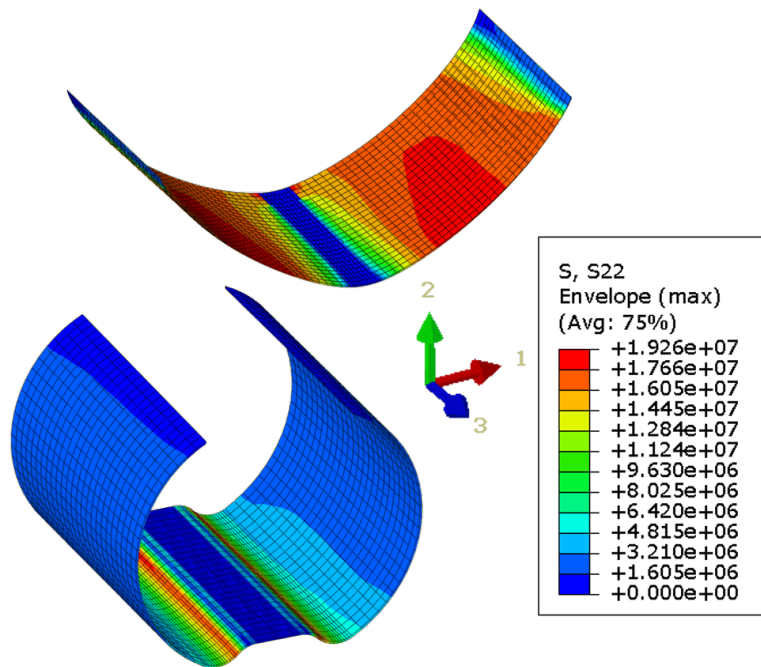 S, S22
Envelope (max)
(Avg: 75%)
+1.926e+07
+1.766e+07
+1.605e+07
+1.445e+07
+1.284e+07
+1.124e+07
+9.630e+06
+8.025e+06
+6.420e+06
+4.815e+06
+3.210e+06
+1.605e+06
+0.000e+00
2
1
3